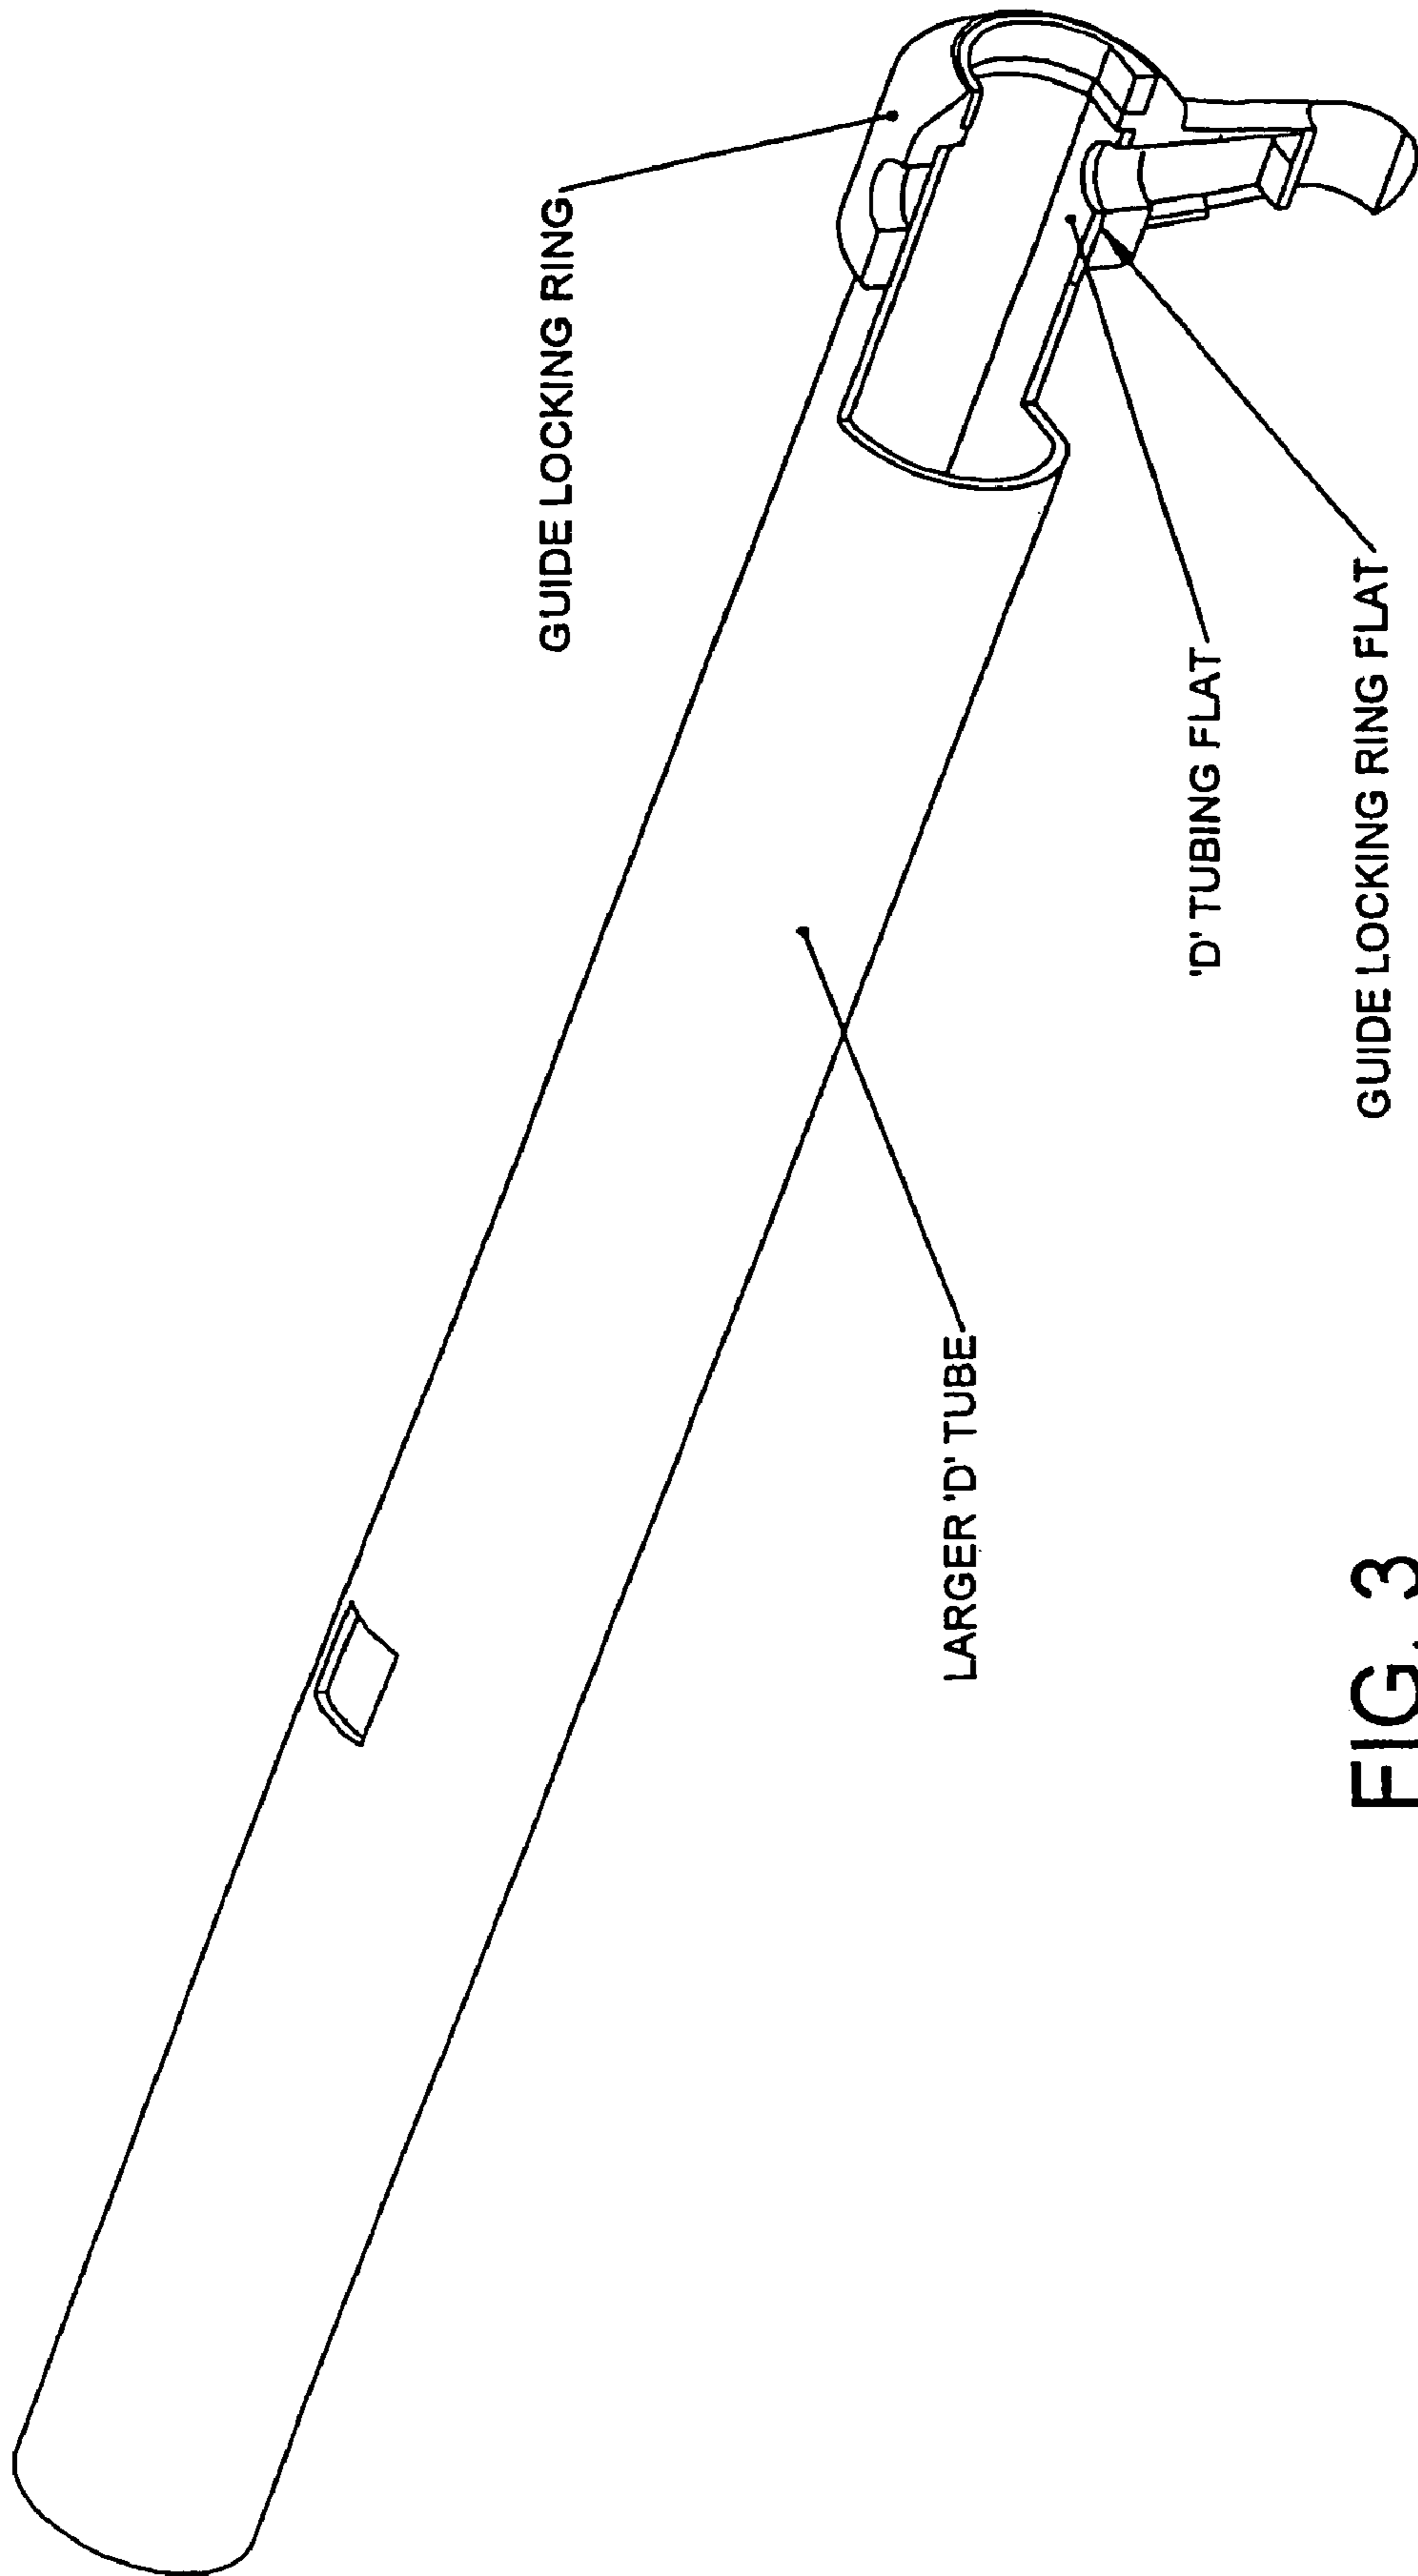 GUIDE LOCKING RING
LARGER 'D' TUBE
'D' TUBING FLAT
GUIDE LOCKING RING FLAT
FIG. 3